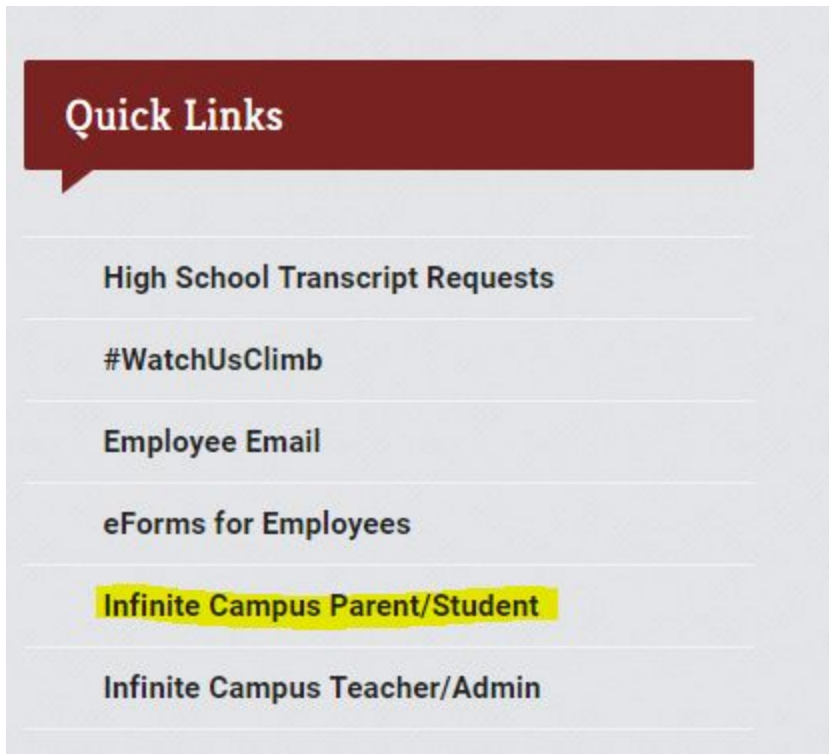 Quick Links
High School Transcript Requests
#WatchUsClimb
Employee Email
eForms for Employees
Infinite Campus Parent/Student
Infinite Campus Teacher/Admin